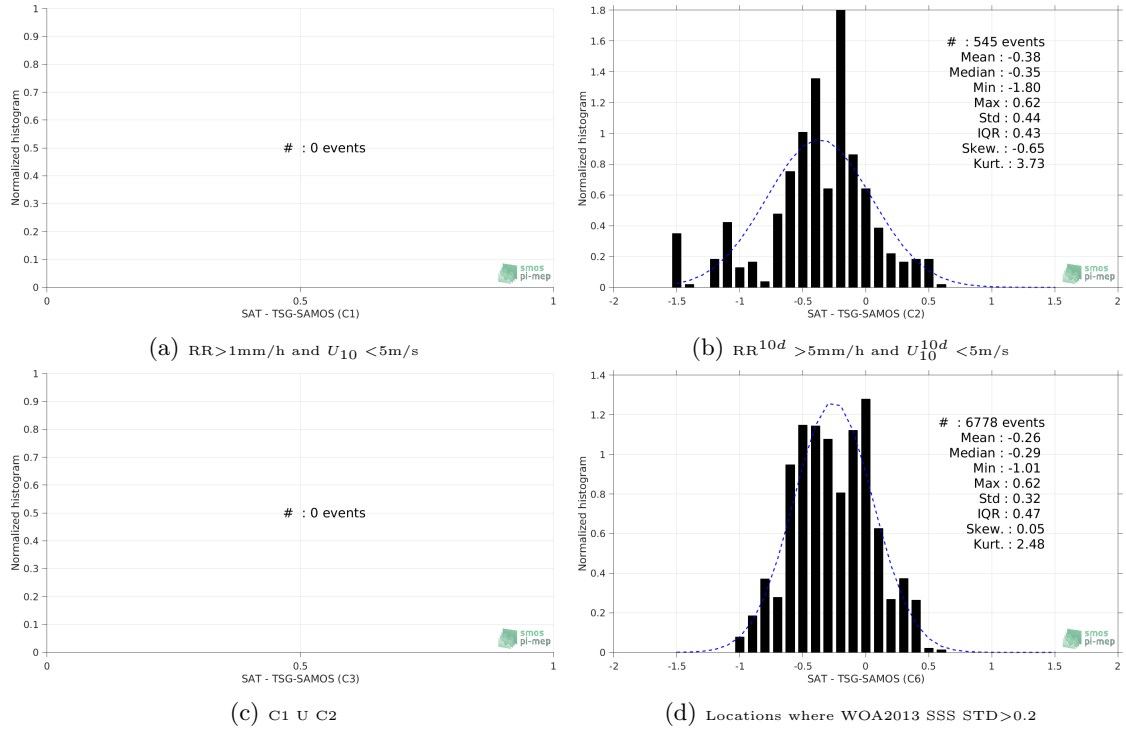 1
0.9
0.8
0.7
0.6
0.5
0.4
0.3
0.2
0.1
0
Normalized histogram
# : 0 events
smos
pi-mep
0 0.5 1
SAT - TSG-SAMOS (C1)
(a) RR>1mm/h and U10 <5m/s
1.8
1.6
1.4
1.2
1
0.8
0.6
0.4
0.2
0
Normalized histogram
# : 545 events
Mean : -0.38
Median : -0.35
Min : -1.80
Max : 0.62
Std : 0.44
IQR : 0.43
Skew. : -0.65
Kurt. : 3.73
smos
pi-mep
-2 -1.5 -1 -0.5 0 0.5 1 1.5 2
SAT - TSG-SAMOS (C2)
(b) RR10d >5mm/h and U10d10 <5m/s
1
0.9
0.8
0.7
0.6
0.5
0.4
0.3
0.2
0.1
0
Normalized histogram
# : 0 events
smos
pi-mep
0 0.5 1
SAT - TSG-SAMOS (C3)
(c) C1 U C2
1.4
1.2
1
0.8
0.6
0.4
0.2
0
Normalized histogram
# : 6778 events
Mean : -0.26
Median : -0.29
Min : -1.01
Max : 0.62
Std : 0.32
IQR : 0.47
Skew. : 0.05
Kurt. : 2.48
smos
pi-mep
-2 -1.5 -1 -0.5 0 0.5 1 1.5 2
SAT - TSG-SAMOS (C6)
(d) Locations where WOA2013 SSS STD>0.2